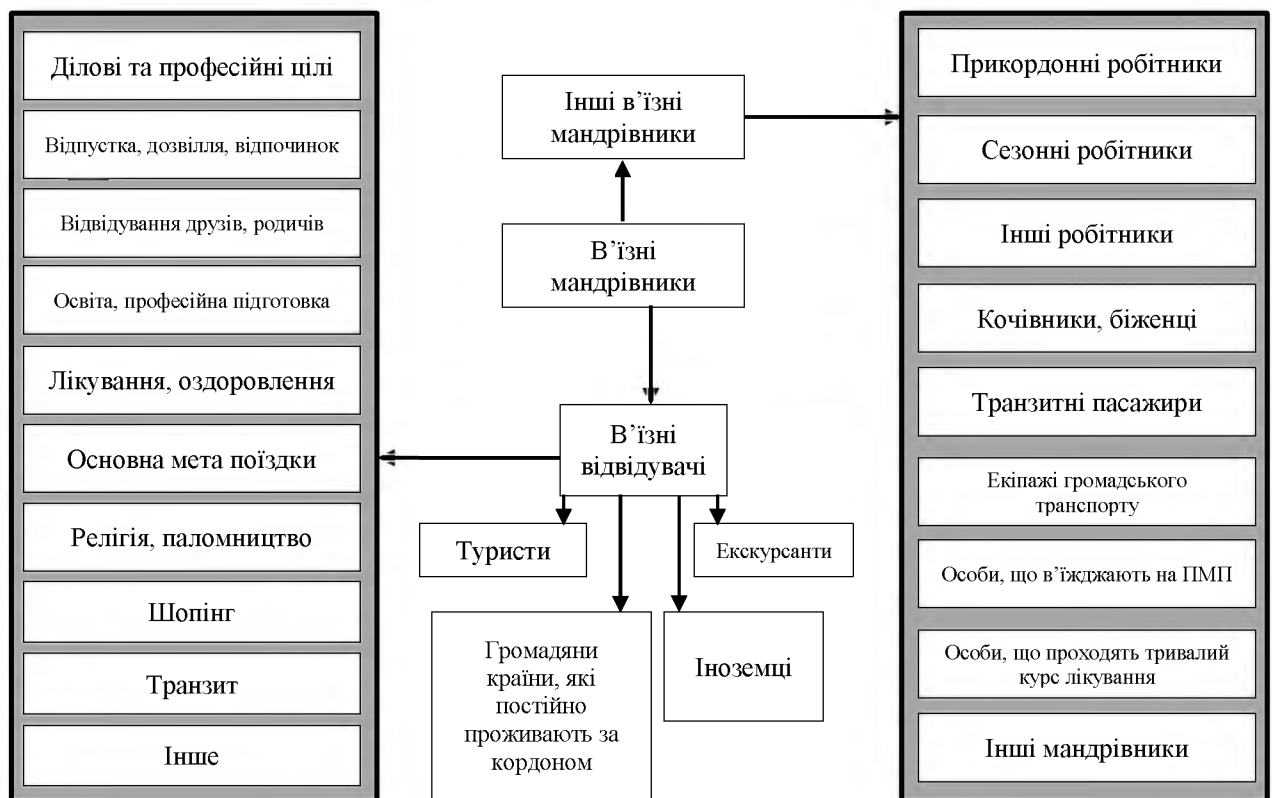 Ділові та професійні цілі
Відпустка, дозвілля, відпочинок
Відвідування друзів, родичів
Освіта, професійна підготовка
Лікування, оздоровлення
Основна мета поїздки
Релігія, паломництво
Шопінг
Транзит
Інше
Інші в’їзні
мандрівники
В’їзні
мандрівники
В’їзні
відвідувачі
Туристи
Екскурсанти
Громадяни
країни, які
постійно
проживають за
кордоном
Іноземці
Прикордонні робітники
Сезонні робітники
Інші робітники
Кочівники, біженці
Транзитні пасажири
Екіпажі громадського
транспорту
Особи, що в’їжджають на ПМП
Особи, що проходять тривалий
курс лікування
Інші мандрівники